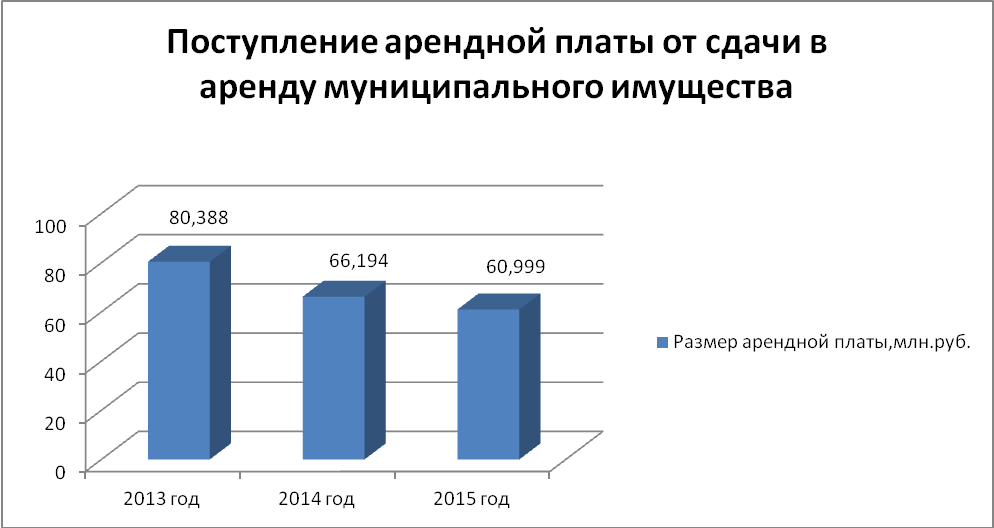 Поступление арендной платы от сдачи в
аренду муниципального имущества
100
80
60
40
20
0
80,388
66,194
60,999
2013 год
2014 год
2015 год
Размер арендной платы,млн.руб.